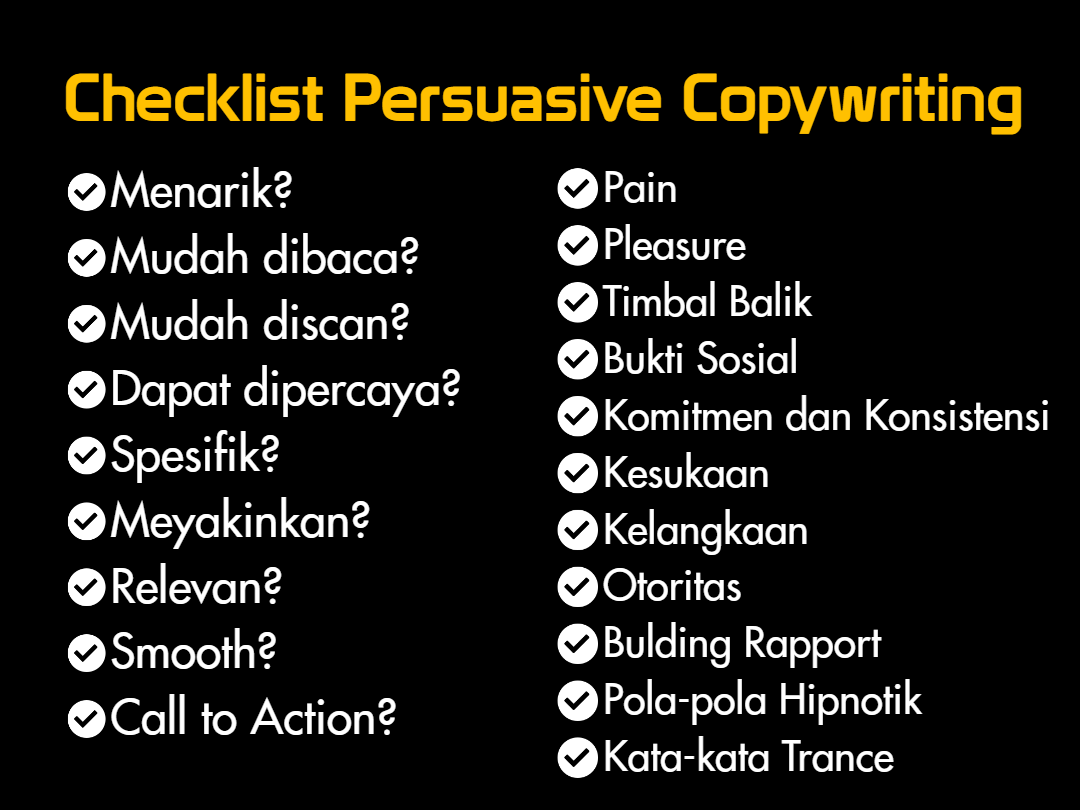 Checklist Persuasive Copywriting
Menarik?
Mudah dibaca?
Mudah discan?
Dapat dipercaya?
Spesifik?
Meyakinkan?
Relevan?
Smooth?
Call to Action?
Pain
Pleasure
Timbal Balik
Bukti Sosial
Komitmen dan Konsistensi
Kesukaan
Kelangkaan
Otoritas
Bulding Rapport
Pola-pola Hipnotik
Kata-kata Trance